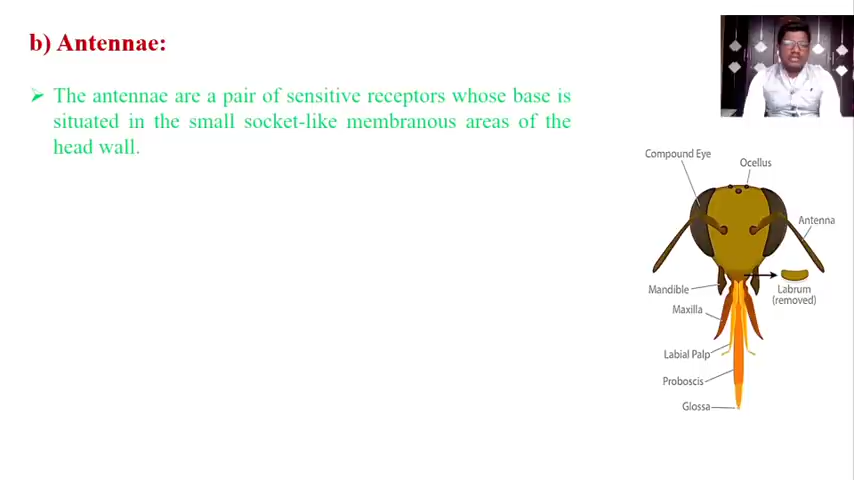 b) Antennae:
➢ The antennae are a pair of sensitive receptors whose base is
situated in the small socket-like membranous areas of the
head wall.
Compound Eye
Ocellus
Antenna
Mandible
Labrum
(removed)
Maxilla
Labial Palp
Proboscis
Glossa